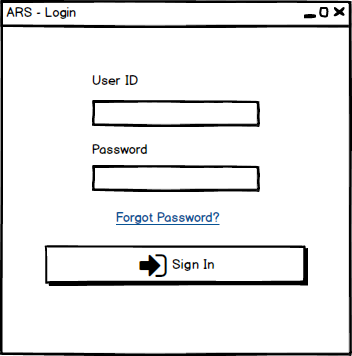 ARS - Login
User ID
Password
Forgot Password?
Sign In